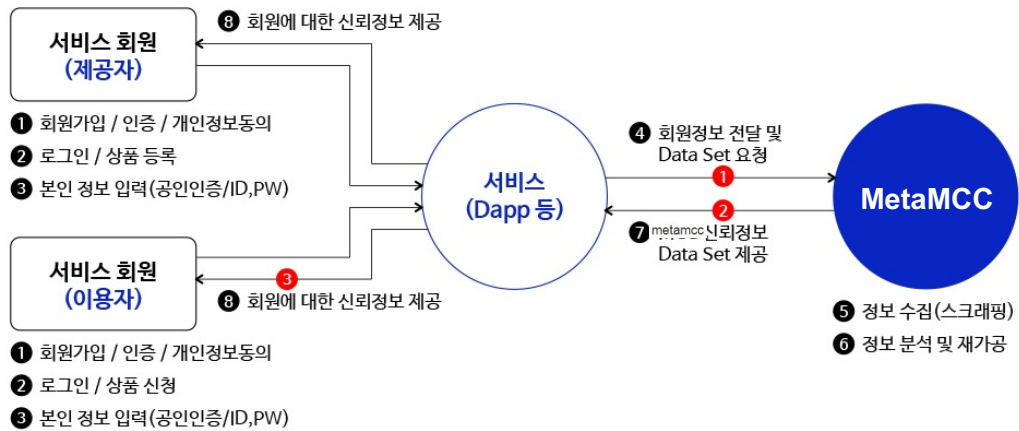 ❽ 회원에 대한 신뢰정보 제공
서비스 회원
(제공자)
❶ 회원가입 / 인증 / 개인정보동의
❷ 로그인 / 상품 등록
❸ 본인 정보 입력(공인인증/ID,PW)
서비스
(Dapp 등)
❹ 회원정보 전달 및
Data Set 요청
1
MetaMCC
2
❼ metamcc 신뢰정보
Data Set 제공
서비스 회원
(이용자)
3
❽ 회원에 대한 신뢰정보 제공
❺ 정보 수집(스크래핑)
❻ 정보 분석 및 재가공
❶ 회원가입 / 인증 / 개인정보동의
❷ 로그인 / 상품 신청
❸ 본인 정보 입력(공인인증/ID,PW)